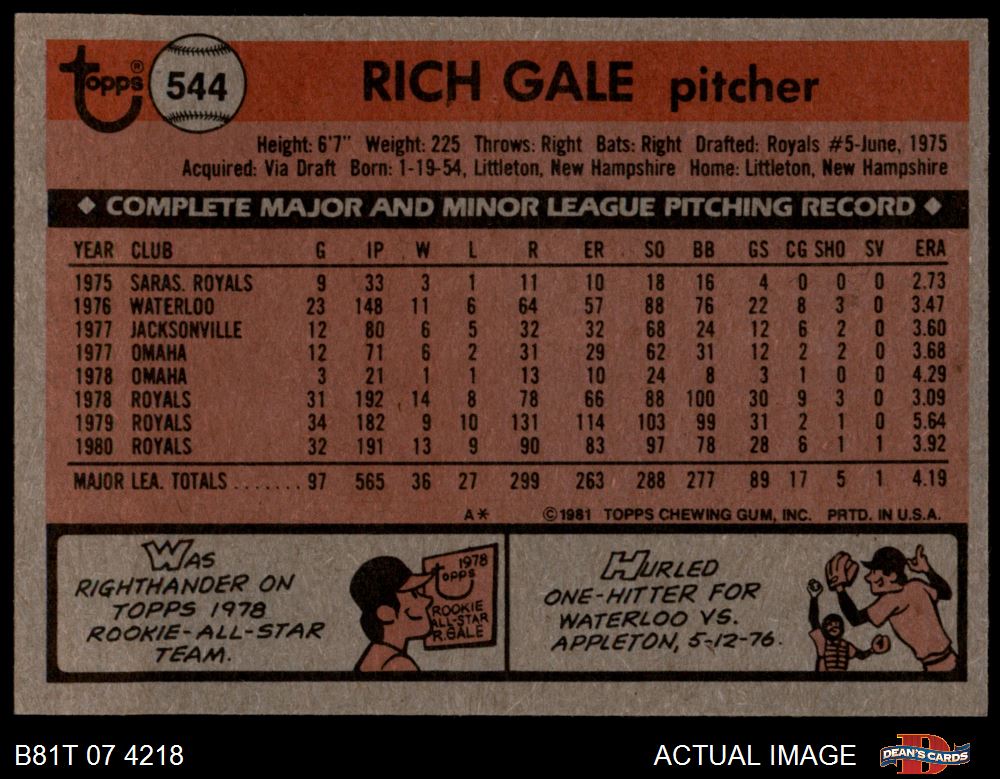 Topps ® 544 RICH GALE pitcher
Height: 6'7" Weight: 225 Throws: Right Bats: Right Drafted: Royals #5-June, 1975
Acquired: Via Draft Born: 1-19-54, Littleton, New Hampshire Home: Littleton, New Hampshire
◆ COMPLETE MAJOR AND MINOR LEAGUE PITCHING RECORD ◆
YEAR CLUB G IP W L R ER SO BB GS CG SHO SV ERA
1975 SARAS. ROYALS 9 33 3 1 11 10 18 16 4 0 0 0 2.73
1976 WATERLOO 23 148 11 6 64 57 88 76 22 8 3 0 3.47
1977 JACKSONVILLE 12 80 6 5 32 32 68 24 12 6 2 0 3.60
1977 OMAHA 12 71 6 2 31 29 62 31 12 2 2 0 3.68
1978 OMAHA 3 21 1 1 13 10 24 8 3 1 0 0 4.29
1978 ROYALS 31 192 14 8 78 66 88 100 30 9 3 0 3.09
1979 ROYALS 34 182 9 10 131 114 103 99 31 2 1 0 5.64
1980 ROYALS 32 191 13 9 90 83 97 78 28 6 1 1 3.92
MAJOR LEA. TOTALS ....... 97 565 36 27 299 263 288 277 89 17 5 1 4.19
A* ©1981 TOPPS CHEWING GUM, INC. PRTD. IN U.S.A.
WAS
RIGHTHANDER ON
TOPPS 1978
ROOKIE-ALL-STAR
TEAM.
1978
Topps
ROOKIE
ALL-STAR
R.GALE
HURLED
ONE-HITTER FOR
WATERLOO VS.
APPLETON, 5-12-76.
B81T 07 4218 ACTUAL IMAGE DEAN'S CARDS